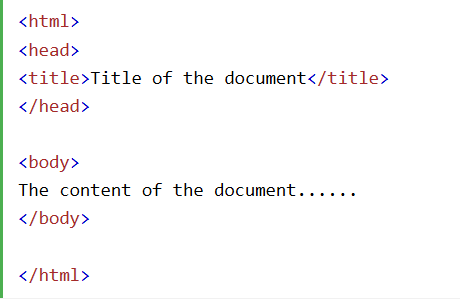 <html>
<head>
<title>Title of the document</title>
</head>
<body>
The content of the document......
</body>
</html>